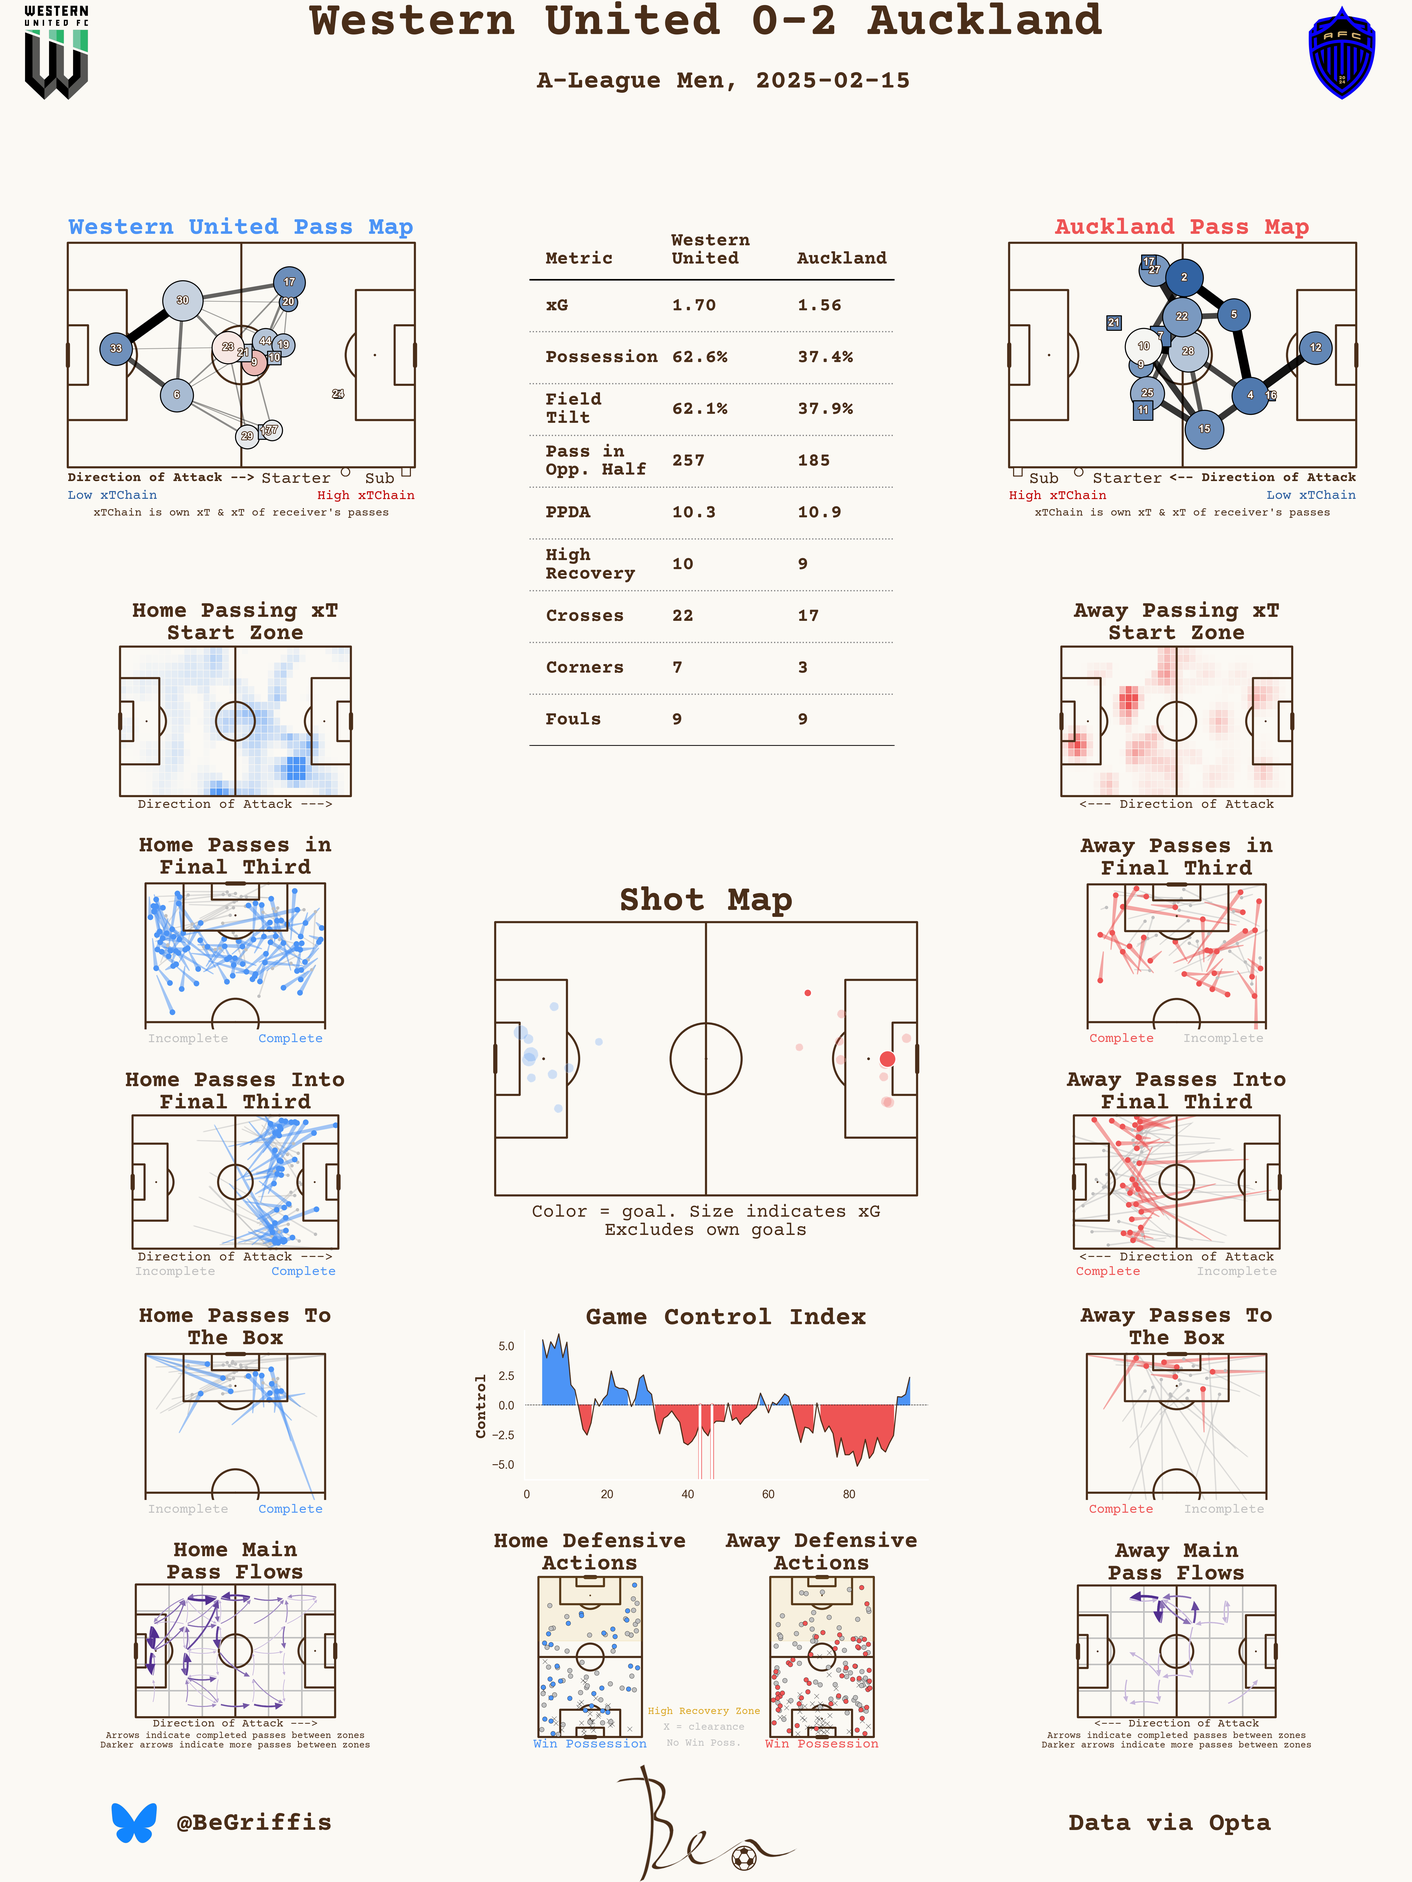 WESTERN
UNITED FC
Western United 0-2 Auckland
A-League Men, 2025-02-15
AFC
Western United Pass Map
30
17
20
33
23
21
44
19
10
9
6
24
29
77
Direction of Attack --> Starter Sub
Low xTChain High xTChain
xTChain is own xT & xT of receiver's passes
Metric Western United Auckland
xG 1.70 1.56
Possession 62.6% 37.4%
Field Tilt 62.1% 37.9%
Pass in Opp. Half 257 185
PPDA 10.3 10.9
High Recovery 10 9
Crosses 22 17
Corners 7 3
Fouls 9 9
Auckland Pass Map
17
27
2
21
22
5
7
10
28
12
9
25
4
16
11
15
Sub Starter <-- Direction of Attack
High xTChain Low xTChain
xTChain is own xT & xT of receiver's passes
Home Passing xT
Start Zone
Direction of Attack --->
Away Passing xT
Start Zone
<--- Direction of Attack
Home Passes in
Final Third
Incomplete Complete
Away Passes in
Final Third
Complete Incomplete
Shot Map
Color = goal. Size indicates xG
Excludes own goals
Home Passes Into
Final Third
Direction of Attack --->
Incomplete Complete
Away Passes Into
Final Third
<--- Direction of Attack
Complete Incomplete
Home Passes To
The Box
Incomplete Complete
Game Control Index
Control
5.0
2.5
0.0
−2.5
−5.0
0 20 40 60 80
Away Passes To
The Box
Complete Incomplete
Home Main
Pass Flows
Direction of Attack --->
Arrows indicate completed passes between zones
Darker arrows indicate more passes between zones
Home Defensive
Actions
Win Possession
Away Defensive
Actions
Win Possession
High Recovery Zone
X = clearance
No Win Poss.
Away Main
Pass Flows
<--- Direction of Attack
Arrows indicate completed passes between zones
Darker arrows indicate more passes between zones
@BeGriffis
Ben
Data via Opta